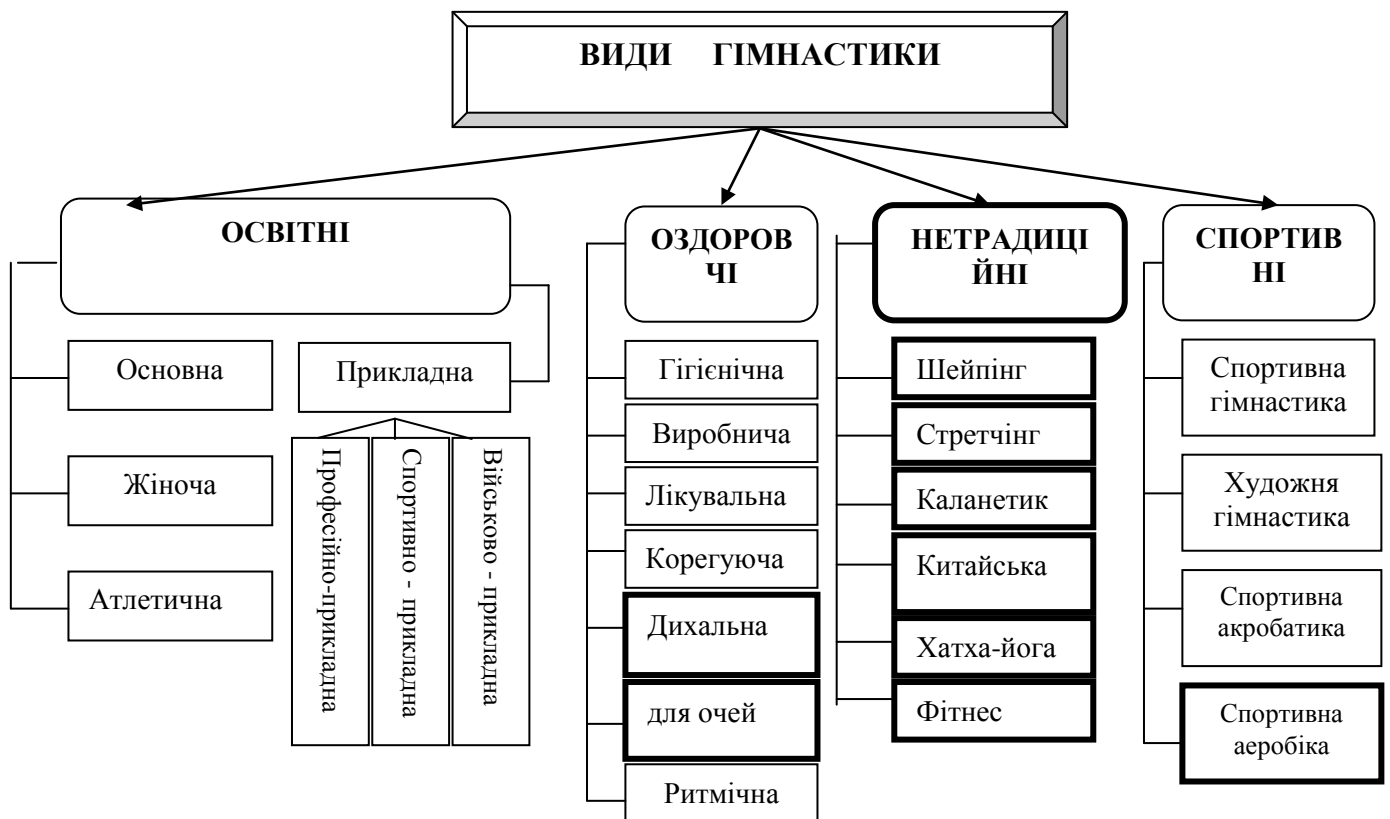 ВИДИ ГІМНАСТИКИ
ОСВІТНІ
Основна
Жіноча
Атлетична
Прикладна
Професійно-прикладна
Спортивно - прикладна
Військово - прикладна
ОЗДОРОВ
ЧІ
Гігієнічна
Виробнича
Лікувальна
Корегуюча
Дихальна
для очей
Ритмічна
НЕТРАДИЦІ
ЙНІ
Шейпінг
Стретчінг
Каланетик
Китайська
Хатха-йога
Фітнес
СПОРТИВ
НІ
Спортивна
гімнастика
Художня
гімнастика
Спортивна
акробатика
Спортивна
аеробіка